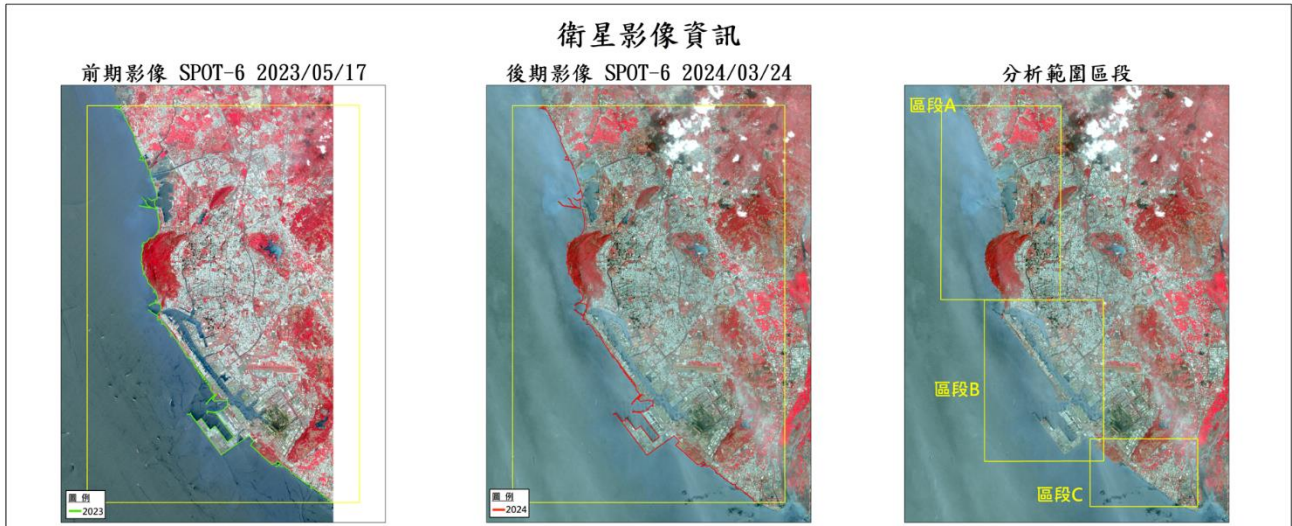 衛星影像資訊
前期影像 SPOT-6 2023/05/17
後期影像 SPOT-6 2024/03/24
分析範圍區段
區段A
區段B
區段C
圖 例
2023
圖 例
2024